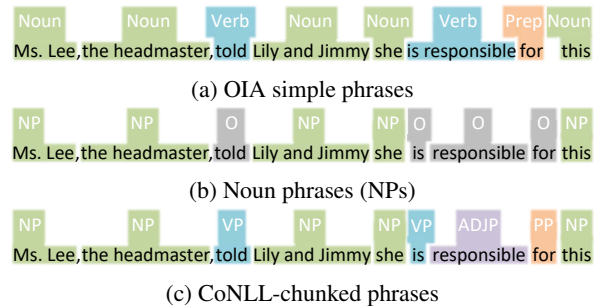 Noun Noun Verb Noun Noun Verb Prep Noun
Ms. Lee, the headmaster, told Lily and Jimmy she is responsible for this
(a) OIA simple phrases
NP NP O NP NP O O O NP
Ms. Lee, the headmaster, told Lily and Jimmy she is responsible for this
(b) Noun phrases (NPs)
NP NP VP NP NP VP ADJP PP NP
Ms. Lee, the headmaster, told Lily and Jimmy she is responsible for this
(c) CoNLL-chunked phrases